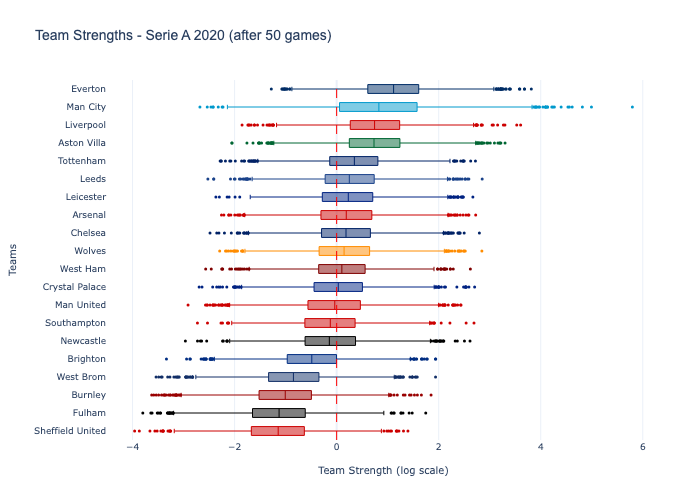 Team Strengths - Serie A 2020 (after 50 games)
Everton
Man City
Liverpool
Aston Villa
Tottenham
Leeds
Leicester
Arsenal
Chelsea
Wolves
West Ham
Crystal Palace
Man United
Southampton
Newcastle
Brighton
West Brom
Burnley
Fulham
Sheffield United
Teams
−4 −2 0 2 4 6
Team Strength (log scale)